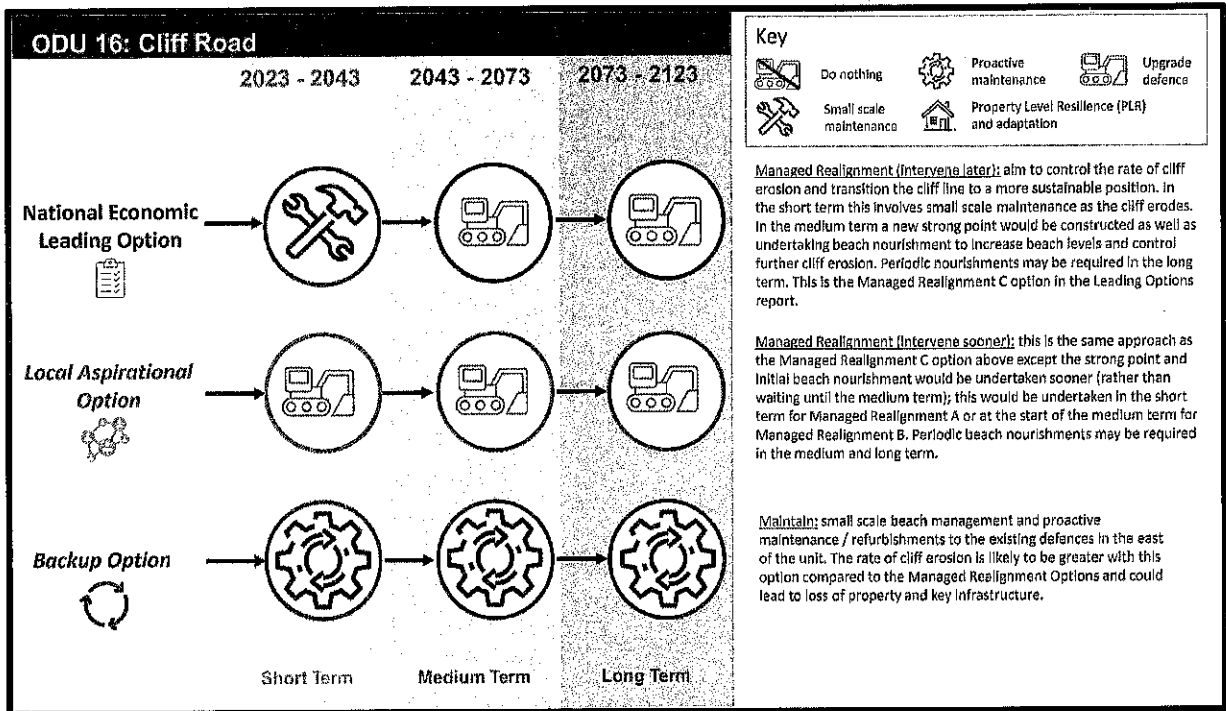 ODU 16: Cliff Road
2023 - 2043
2043 - 2073
2073 - 2123
National Economic
Leading Option
Local Aspirational
Option
Backup Option
Short Term
Medium Term
Long Term
Key
Do nothing
Proactive
maintenance
Upgrade
defence
Small scale
maintenance
Property Level Resilience (PLR)
and adaptation
Managed Realignment (Intervene later): aim to control the rate of cliff
erosion and transition the cliff line to a more sustainable position. In
the short term this involves small scale maintenance as the cliff erodes.
In the medium term a new strong point would be constructed as well as
undertaking beach nourishment to increase beach levels and control
further cliff erosion. Periodic nourishments may be required in the long
term. This is the Managed Realignment C option in the Leading Options
report.
Managed Realignment (Intervene sooner): this is the same approach as
the Managed Realignment C option above except the strong point and
initial beach nourishment would be undertaken sooner (rather than
waiting until the medium term); this would be undertaken in the short
term for Managed Realignment A or at the start of the medium term for
Managed Realignment B. Periodic beach nourishments may be required
in the medium and long term.
Maintain: small scale beach management and proactive
maintenance / refurbishments to the existing defences in the east
of the unit. The rate of cliff erosion is likely to be greater with this
option compared to the Managed Realignment Options and could
lead to loss of property and key infrastructure.